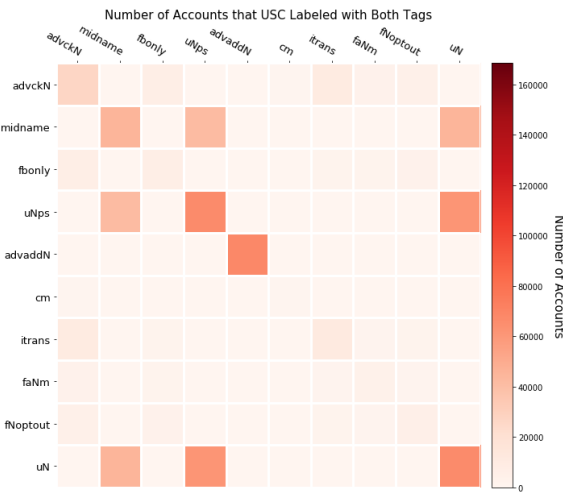 Number of Accounts that USC Labeled with Both Tags
advckN midname fbonly uNps advaddN cm itrans faNm fNoptout uN
advckN
midname
fbonly
uNps
advaddN
cm
itrans
faNm
fNoptout
uN
160000
140000
120000
100000
80000
60000
40000
20000
0
Number of Accounts